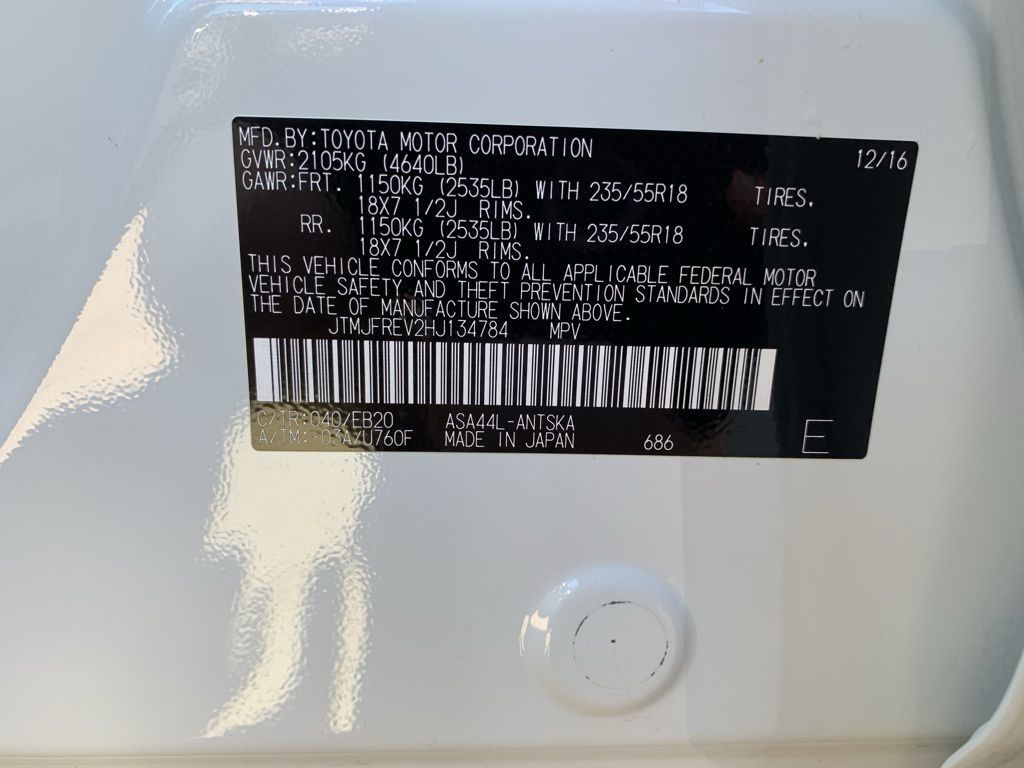 MFD.BY:TOYOTA MOTOR CORPORATION 12/16
GVWR:2105KG (4640LB)
GAWR:FRT. 1150KG (2535LB) WITH 235/55R18 TIRES.
18X7 1/2J RIMS.
RR. 1150KG (2535LB) WITH 235/55R18 TIRES.
18X7 1/2J RIMS.
THIS VEHICLE CONFORMS TO ALL APPLICABLE FEDERAL MOTOR
VEHICLE SAFETY AND THEFT PREVENTION STANDARDS IN EFFECT ON
THE DATE OF MANUFACTURE SHOWN ABOVE.
JTMJFREV2HJ134784 MPV
C/TR:040/EB20 ASA44L-ANTSKA
A/TM:-03A/U760F MADE IN JAPAN 686 E